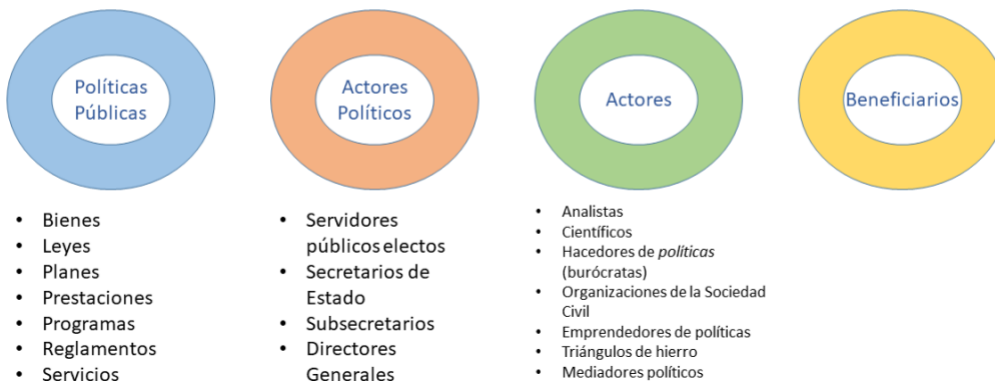 Políticas
Públicas
• Bienes
• Leyes
• Planes
• Prestaciones
• Programas
• Reglamentos
• Servicios
Actores
Políticos
• Servidores
públicos electos
• Secretarios de
Estado
• Subsecretarios
• Directores
Generales
Actores
• Analistas
• Científicos
• Hacedores de políticas
(burócratas)
• Organizaciones de la Sociedad
Civil
• Emprendedores de políticas
• Triángulos de hierro
• Mediadores políticos
Beneficiarios